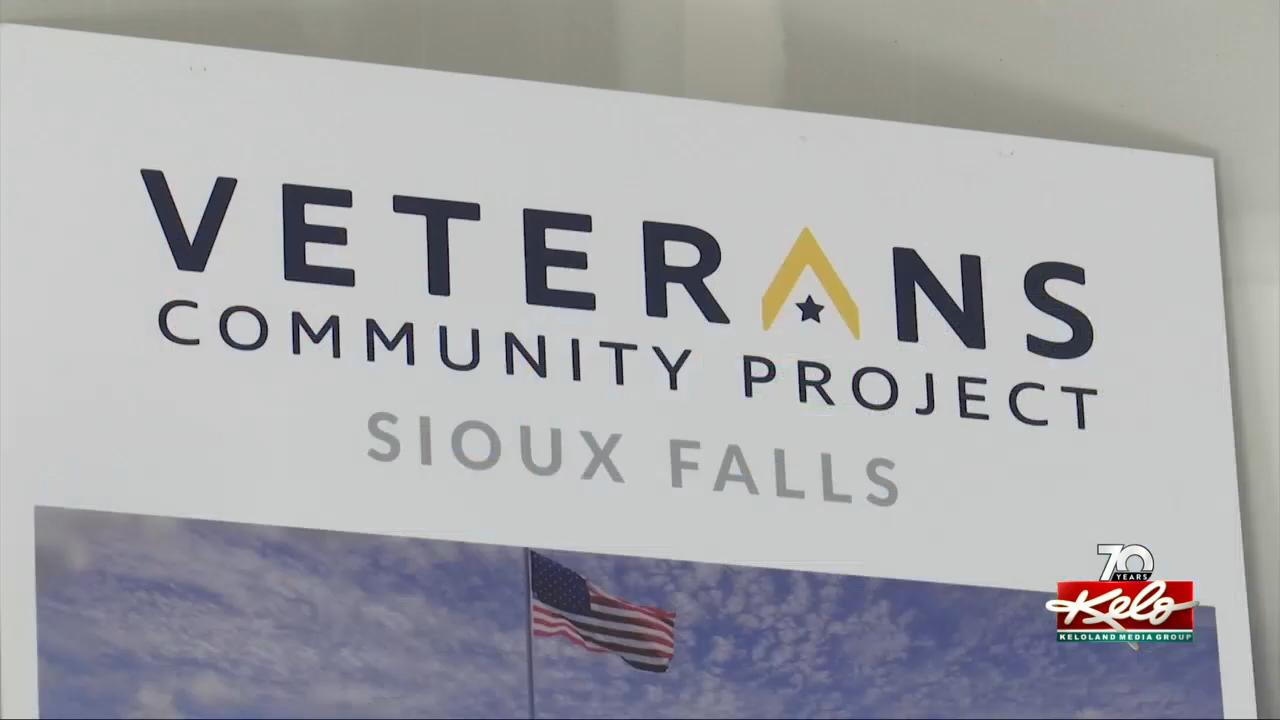 VETERANS
COMMUNITY PROJECT
SIOUX FALLS
70
YEARS
Kelo
KELOLAND MEDIA GROUP